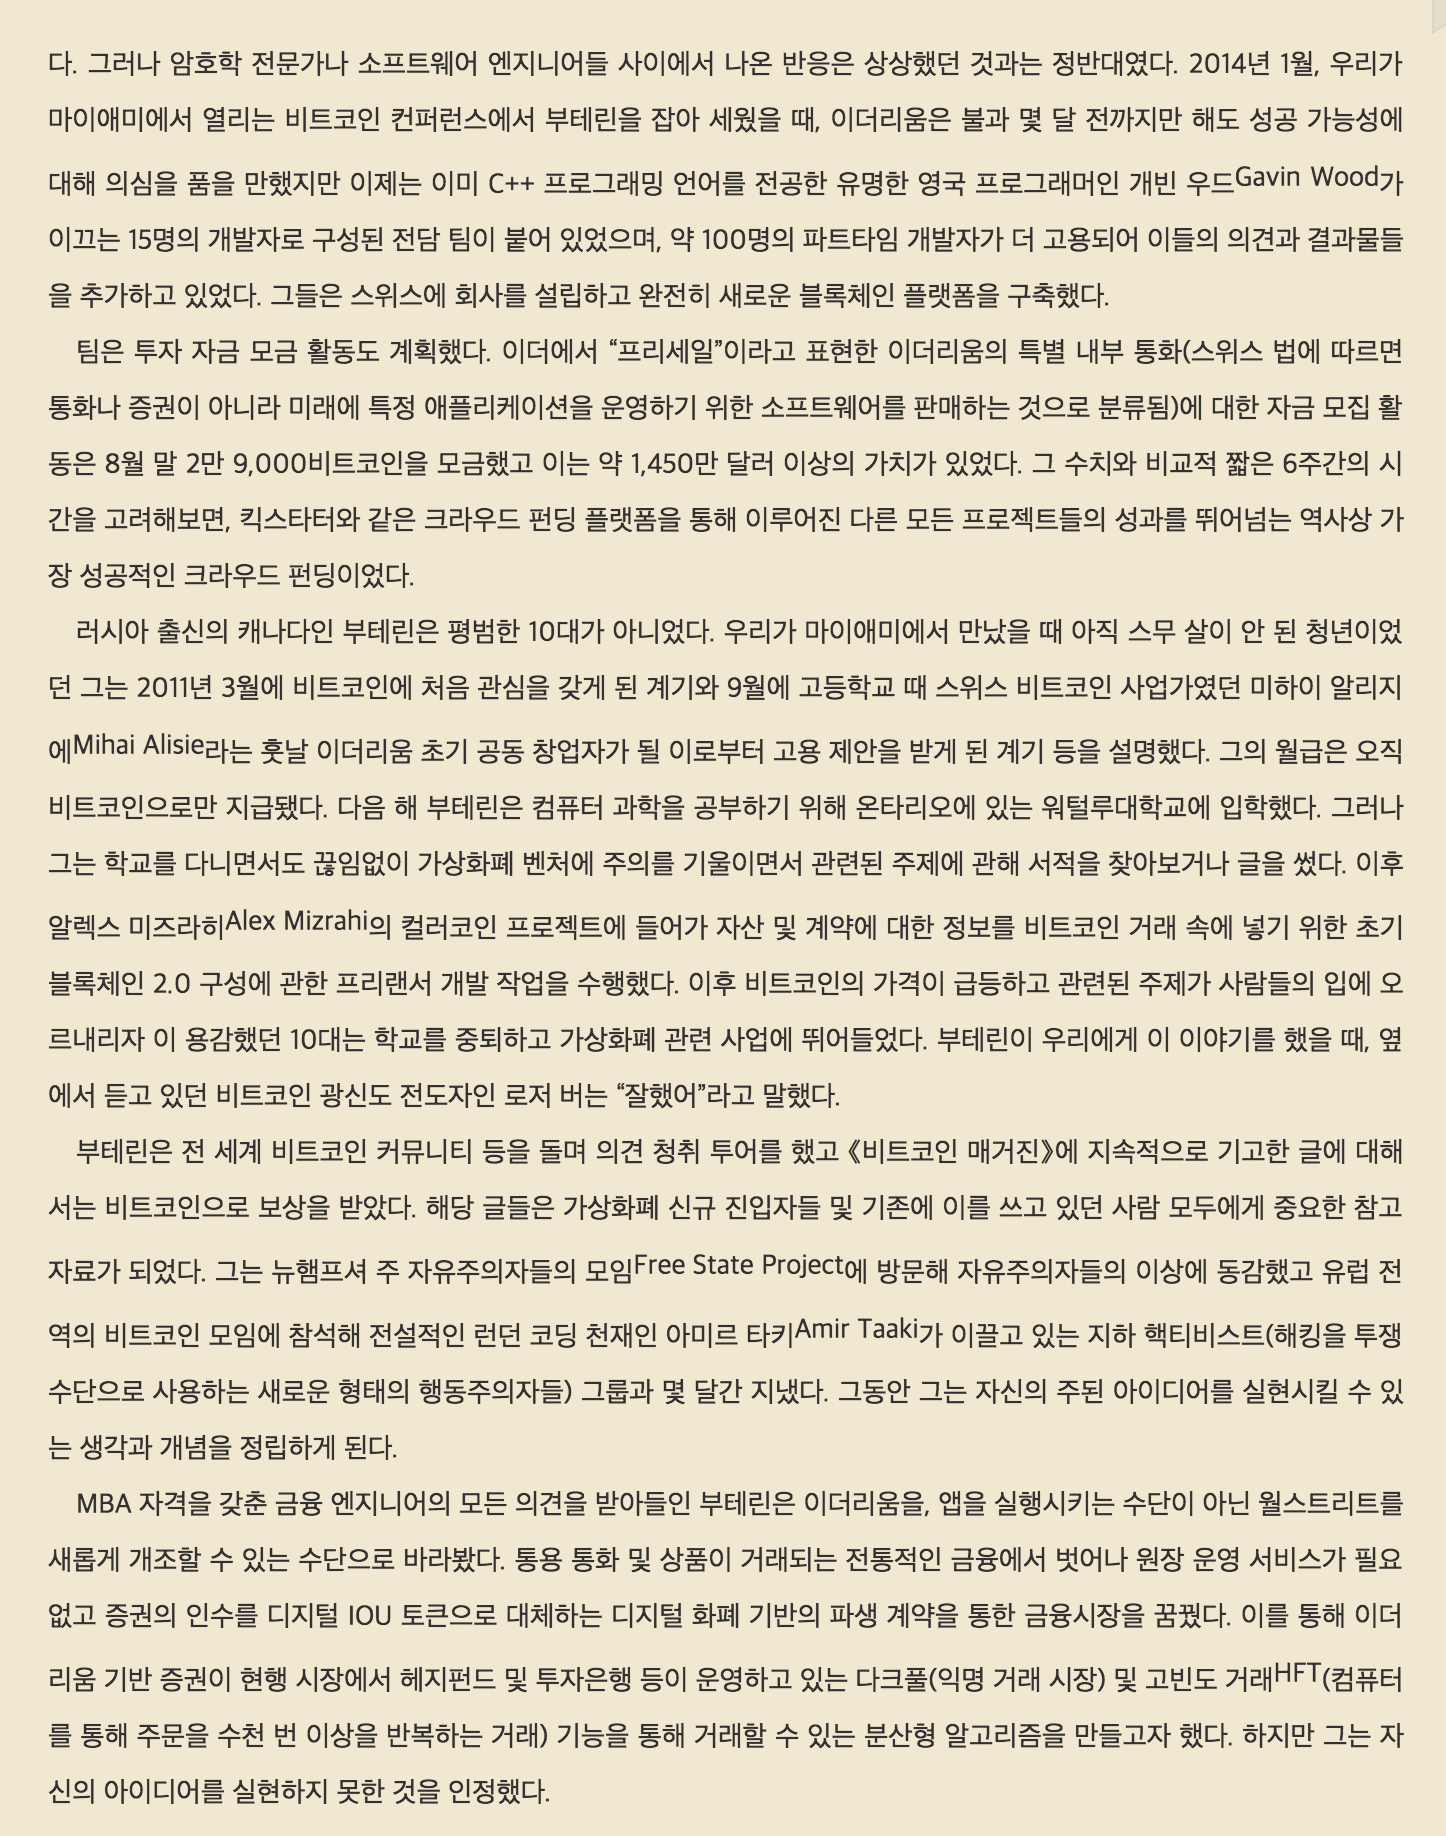 다. 그러나 암호학 전문가나 소프트웨어 엔지니어들 사이에서 나온 반응은 상상했던 것과는 정반대였다. 2014년 1월, 우리가
마이애미에서 열리는 비트코인 컨퍼런스에서 부테린을 잡아 세웠을 때, 이더리움은 불과 몇 달 전까지만 해도 성공 가능성에
대해 의심을 품을 만했지만 이제는 이미 C++ 프로그래밍 언어를 전공한 유명한 영국 프로그래머인 개빈 우드Gavin Wood가
이끄는 15명의 개발자로 구성된 전담 팀이 붙어 있었으며, 약 100명의 파트타임 개발자가 더 고용되어 이들의 의견과 결과물들
을 추가하고 있었다. 그들은 스위스에 회사를 설립하고 완전히 새로운 블록체인 플랫폼을 구축했다.
팀은 투자 자금 모금 활동도 계획했다. 이더에서 “프리세일”이라고 표현한 이더리움의 특별 내부 통화(스위스 법에 따르면
통화나 증권이 아니라 미래에 특정 애플리케이션을 운영하기 위한 소프트웨어를 판매하는 것으로 분류됨)에 대한 자금 모집 활
동은 8월 말 2만 9,000비트코인을 모금했고 이는 약 1,450만 달러 이상의 가치가 있었다. 그 수치와 비교적 짧은 6주간의 시
간을 고려해보면, 킥스타터와 같은 크라우드 펀딩 플랫폼을 통해 이루어진 다른 모든 프로젝트들의 성과를 뛰어넘는 역사상 가
장 성공적인 크라우드 펀딩이었다.
러시아 출신의 캐나다인 부테린은 평범한 10대가 아니었다. 우리가 마이애미에서 만났을 때 아직 스무 살이 안 된 청년이었
던 그는 2011년 3월에 비트코인에 처음 관심을 갖게 된 계기와 9월에 고등학교 때 스위스 비트코인 사업가였던 미하이 알리지
에Mihai Alisie라는 훗날 이더리움 초기 공동 창업자가 될 이로부터 고용 제안을 받게 된 계기 등을 설명했다. 그의 월급은 오직
비트코인으로만 지급됐다. 다음 해 부테린은 컴퓨터 과학을 공부하기 위해 온타리오에 있는 워털루대학교에 입학했다. 그러나
그는 학교를 다니면서도 끊임없이 가상화폐 벤처에 주의를 기울이면서 관련된 주제에 관해 서적을 찾아보거나 글을 썼다. 이후
알렉스 미즈라히Alex Mizrahi의 컬러코인 프로젝트에 들어가 자산 및 계약에 대한 정보를 비트코인 거래 속에 넣기 위한 초기
블록체인 2.0 구성에 관한 프리랜서 개발 작업을 수행했다. 이후 비트코인의 가격이 급등하고 관련된 주제가 사람들의 입에 오
르내리자 이 용감했던 10대는 학교를 중퇴하고 가상화폐 관련 사업에 뛰어들었다. 부테린이 우리에게 이 이야기를 했을 때, 옆
에서 듣고 있던 비트코인 광신도 전도자인 로저 버는 “잘했어”라고 말했다.
부테린은 전 세계 비트코인 커뮤니티 등을 돌며 의견 청취 투어를 했고 《비트코인 매거진》에 지속적으로 기고한 글에 대해
서는 비트코인으로 보상을 받았다. 해당 글들은 가상화폐 신규 진입자들 및 기존에 이를 쓰고 있던 사람 모두에게 중요한 참고
자료가 되었다. 그는 뉴햄프셔 주 자유주의자들의 모임Free State Project에 방문해 자유주의자들의 이상에 동감했고 유럽 전
역의 비트코인 모임에 참석해 전설적인 런던 코딩 천재인 아미르 타키Amir Taaki가 이끌고 있는 지하 핵티비스트(해킹을 투쟁
수단으로 사용하는 새로운 형태의 행동주의자들) 그룹과 몇 달간 지냈다. 그동안 그는 자신의 주된 아이디어를 실현시킬 수 있
는 생각과 개념을 정립하게 된다.
MBA 자격을 갖춘 금융 엔지니어의 모든 의견을 받아들인 부테린은 이더리움을, 앱을 실행시키는 수단이 아닌 월스트리트를
새롭게 개조할 수 있는 수단으로 바라봤다. 통용 통화 및 상품이 거래되는 전통적인 금융에서 벗어나 원장 운영 서비스가 필요
없고 증권의 인수를 디지털 IOU 토큰으로 대체하는 디지털 화폐 기반의 파생 계약을 통한 금융시장을 꿈꿨다. 이를 통해 이더
리움 기반 증권이 현행 시장에서 헤지펀드 및 투자은행 등이 운영하고 있는 다크풀(익명 거래 시장) 및 고빈도 거래HFT(컴퓨터
를 통해 주문을 수천 번 이상을 반복하는 거래) 기능을 통해 거래할 수 있는 분산형 알고리즘을 만들고자 했다. 하지만 그는 자
신의 아이디어를 실현하지 못한 것을 인정했다.